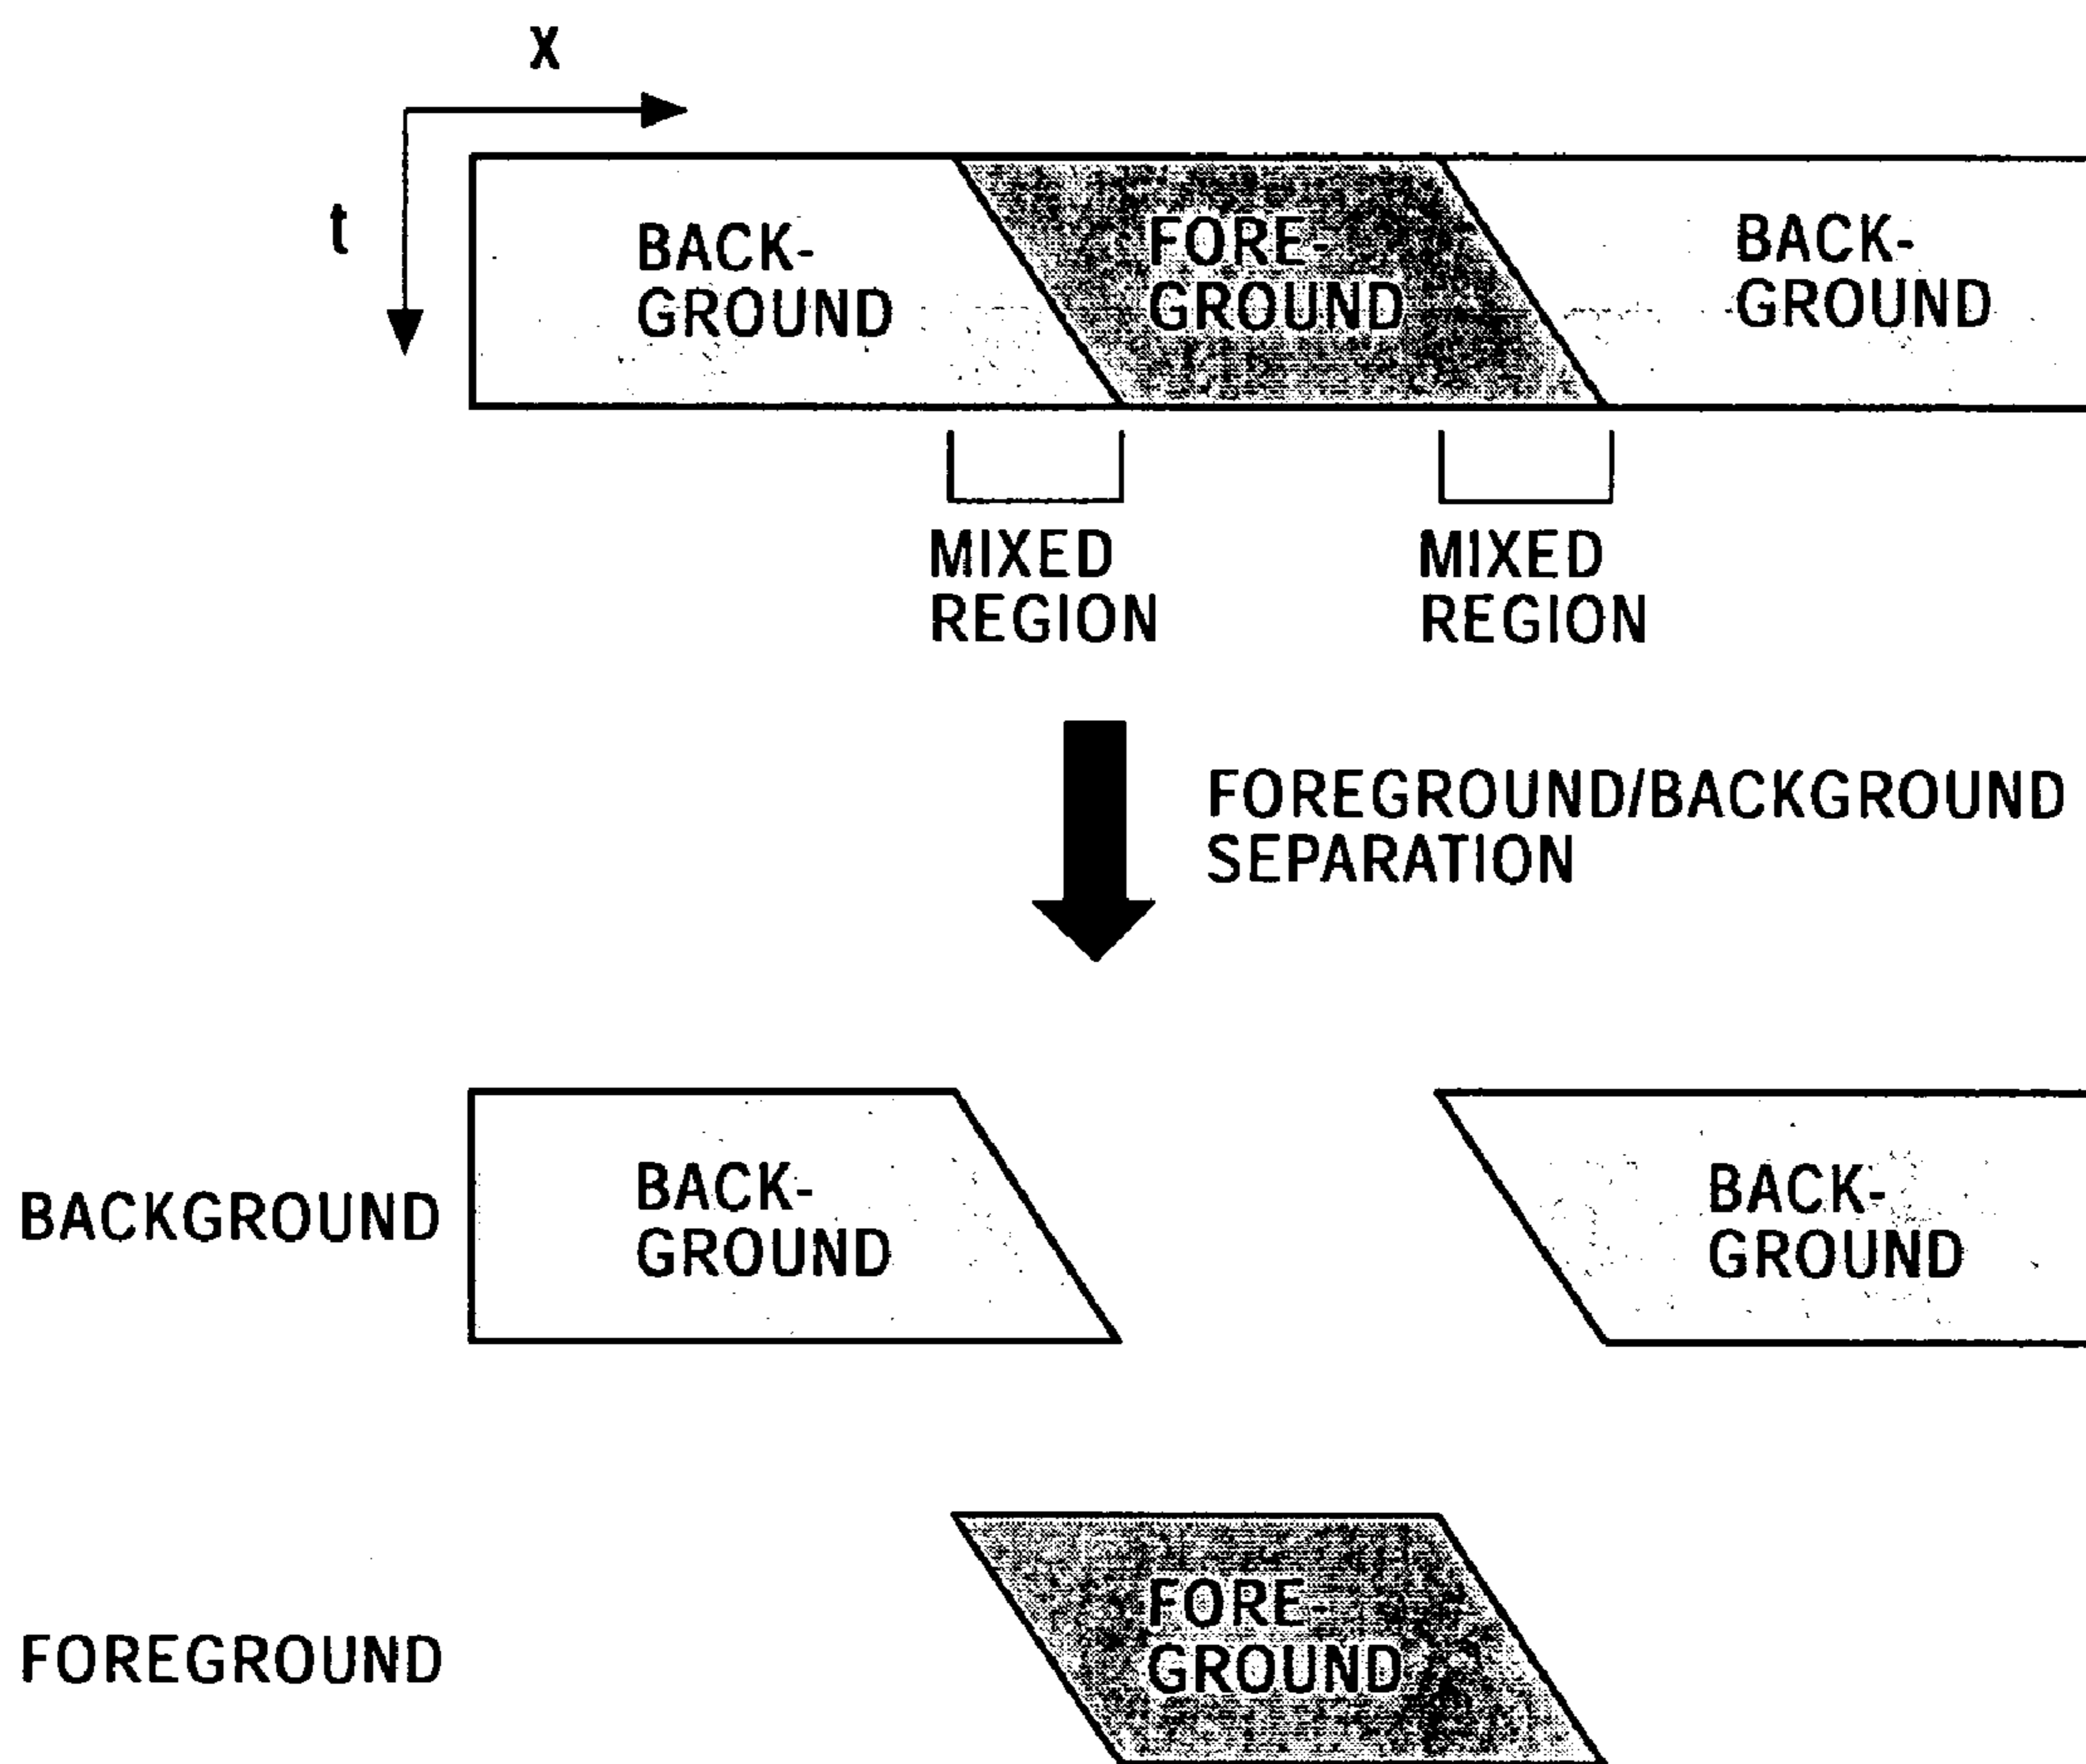 X
t
BACK-
GROUND
FORE-
GROUND
BACK-
GROUND
MIXED
REGION
MIXED
REGION
FOREGROUND/BACKGROUND
SEPARATION
BACKGROUND
BACK-
GROUND
BACK-
GROUND
FOREGROUND
FORE-
GROUND